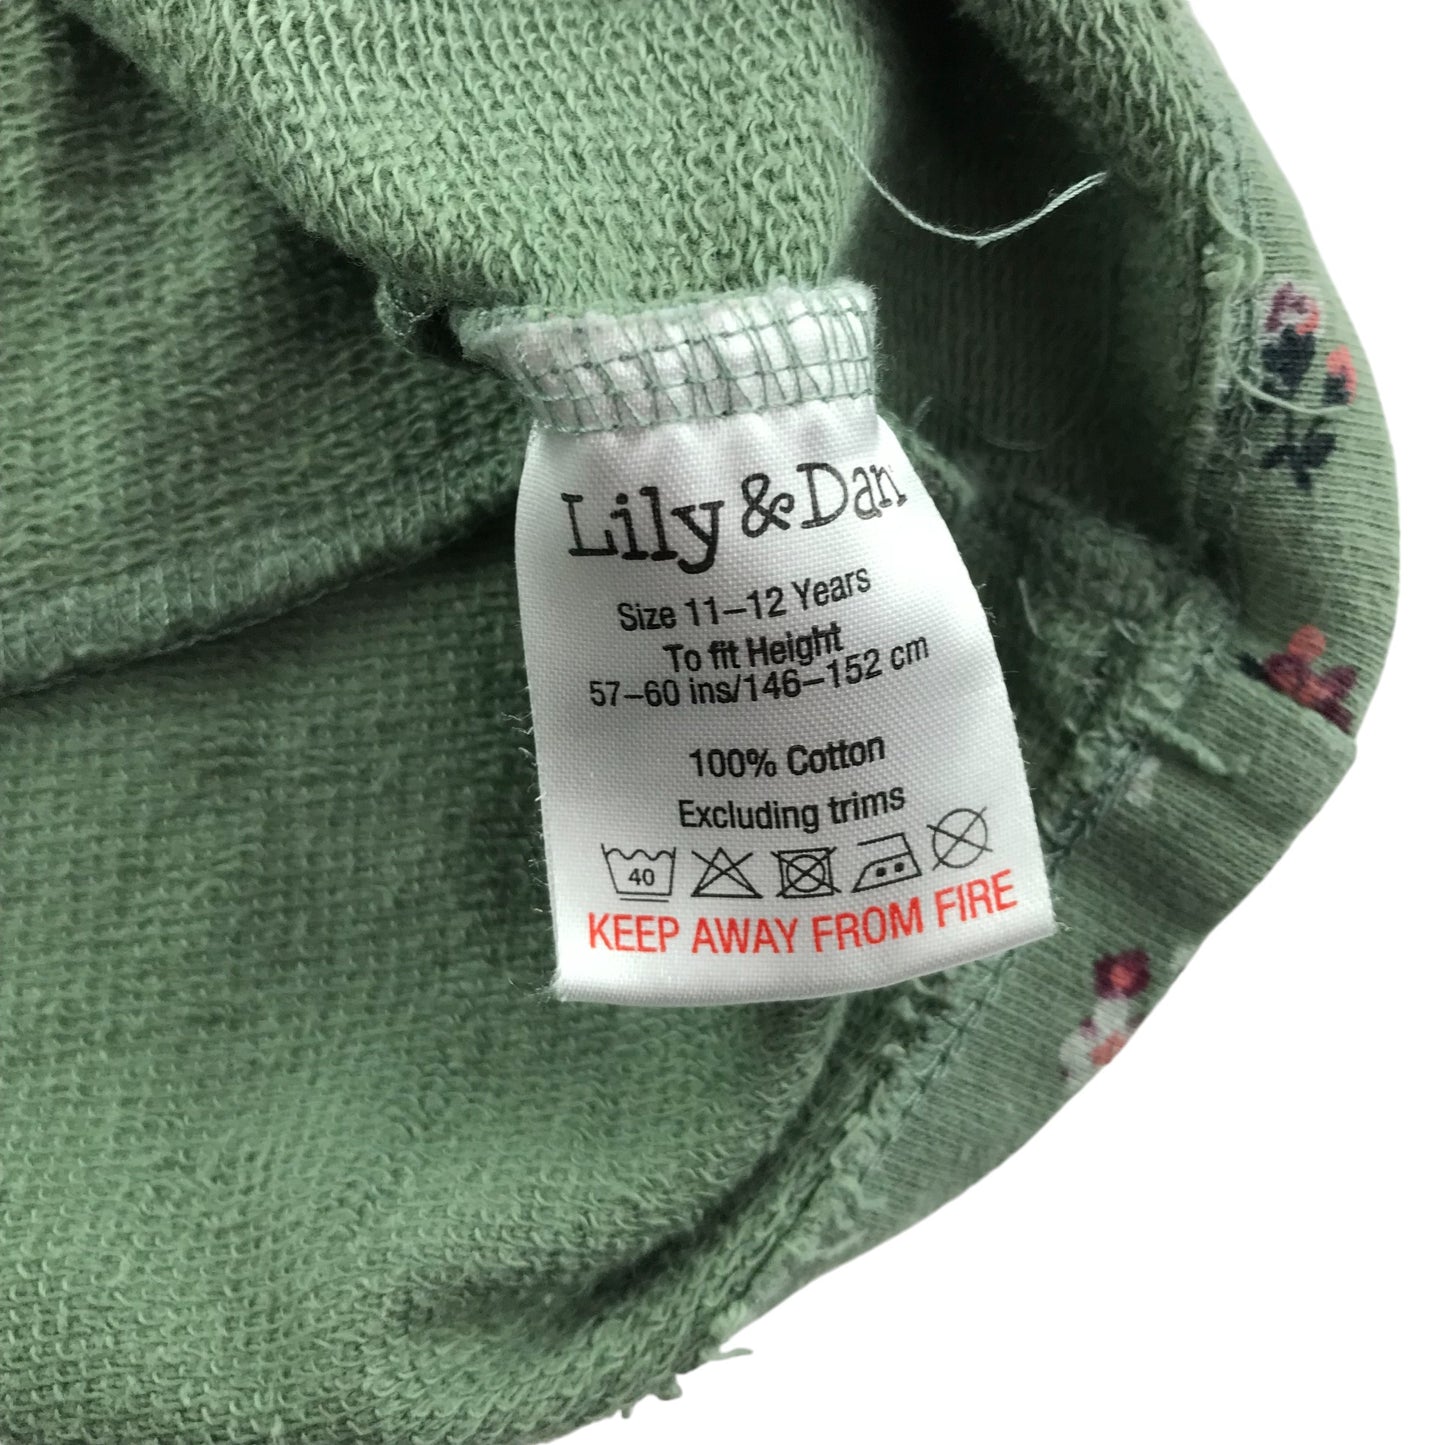 Lily & Dan
Size 11–12 Years
To fit Height
57–60 ins/146–152 cm
100% Cotton
Excluding trims
40
KEEP AWAY FROM FIRE